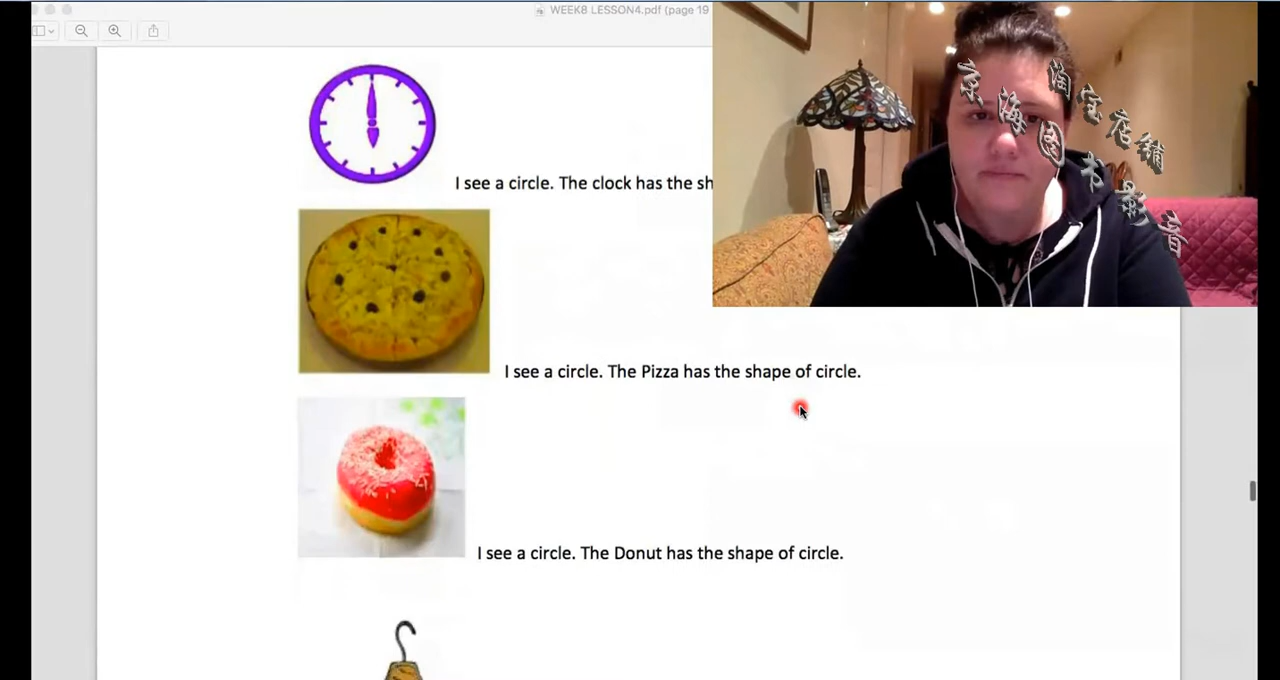 WEEK8 LESSON4.pdf (page 19
I see a circle. The clock has the sh
I see a circle. The Pizza has the shape of circle.
I see a circle. The Donut has the shape of circle.
淘宝店铺
京海图书影音